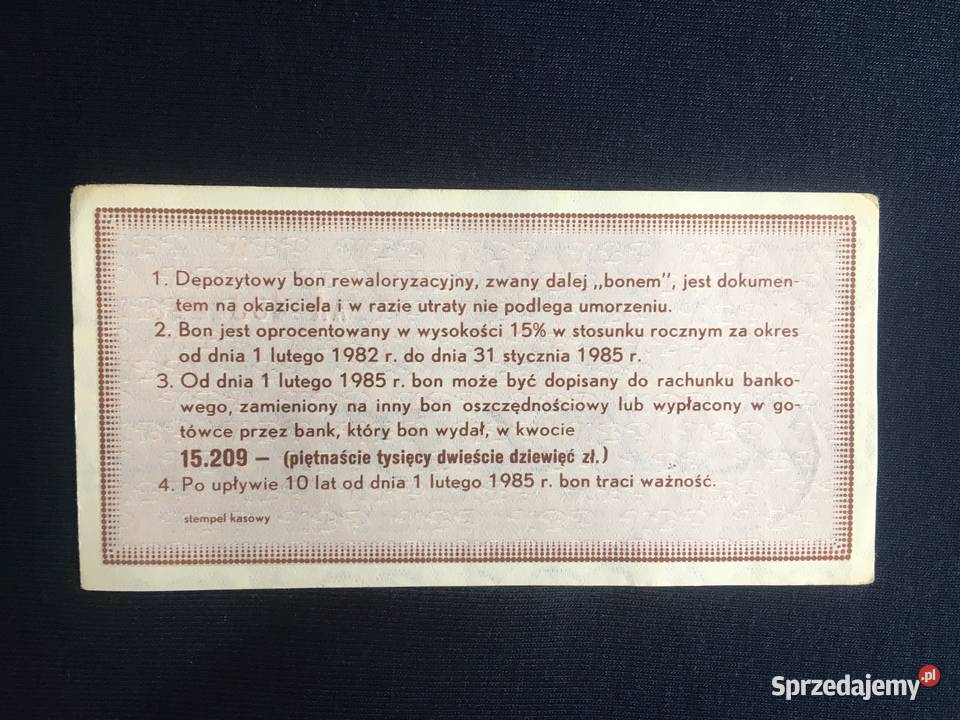 1. Depozytowy bon rewaloryzacyjny, zwany dalej „bonem”, jest dokumen-
tem na okaziciela i w razie utraty nie podlega umorzeniu.
2. Bon jest oprocentowany w wysokości 15% w stosunku rocznym za okres
od dnia 1 lutego 1982 r. do dnia 31 stycznia 1985 r.
3. Od dnia 1 lutego 1985 r. bon może być dopisany do rachunku banko-
wego, zamieniony na inny bon oszczędnościowy lub wypłacony w go-
tówce przez bank, który bon wydał, w kwocie
15.209 — (piętnaście tysięcy dwieście dziewięć zł.)
4. Po upływie 10 lat od dnia 1 lutego 1985 r. bon traci ważność.
stempel kasowy
Sprzedajemy.pl